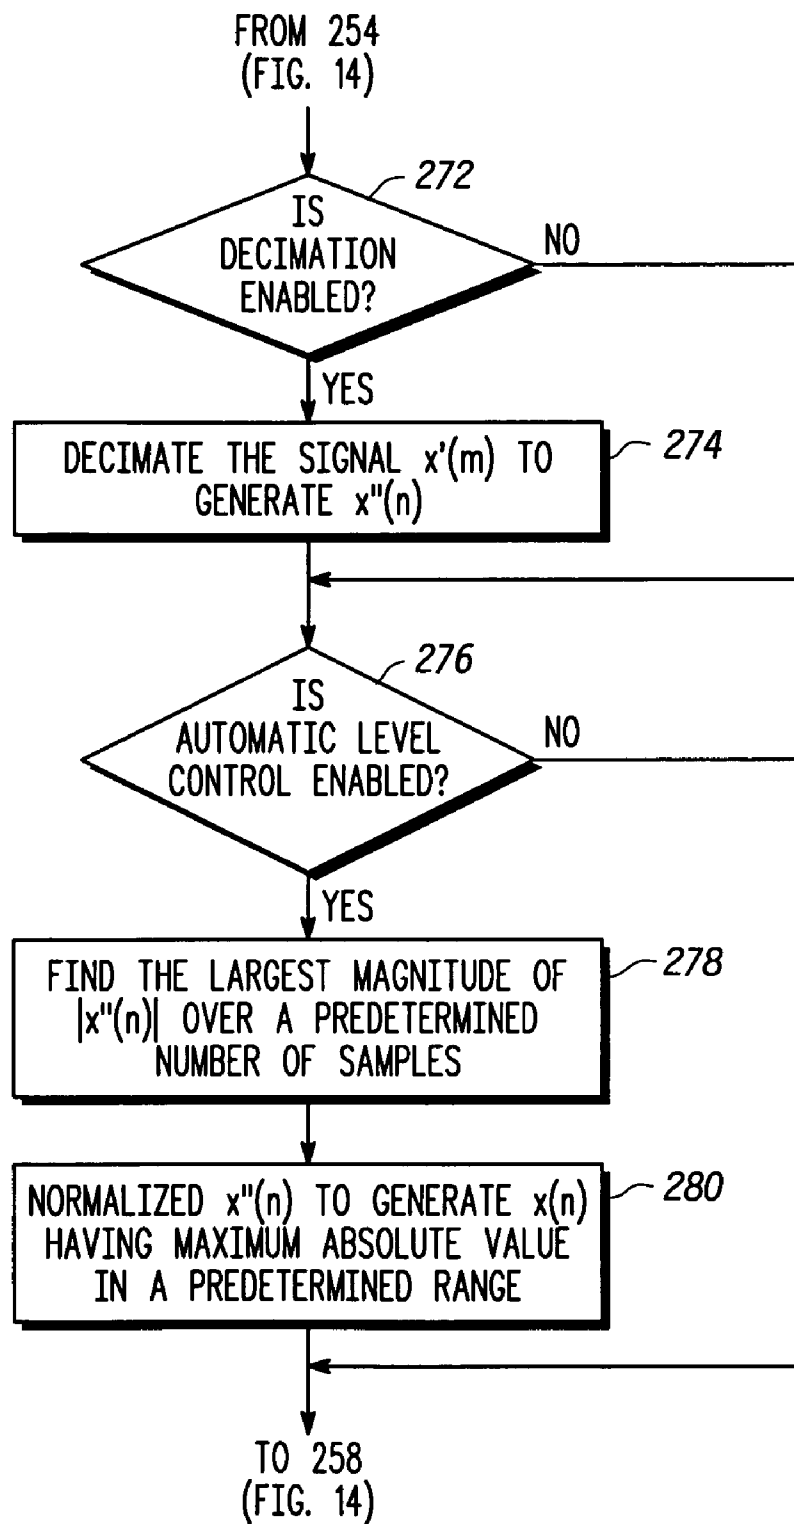 FROM 254
(FIG. 14)
272
IS
DECIMATION
ENABLED?
NO
YES
DECIMATE THE SIGNAL x'(m) TO
GENERATE x"(n)
274
276
IS
AUTOMATIC LEVEL
CONTROL ENABLED?
NO
YES
FIND THE LARGEST MAGNITUDE OF
|x"(n)| OVER A PREDETERMINED
NUMBER OF SAMPLES
278
NORMALIZED x"(n) TO GENERATE x(n)
HAVING MAXIMUM ABSOLUTE VALUE
IN A PREDETERMINED RANGE
280
TO 258
(FIG. 14)